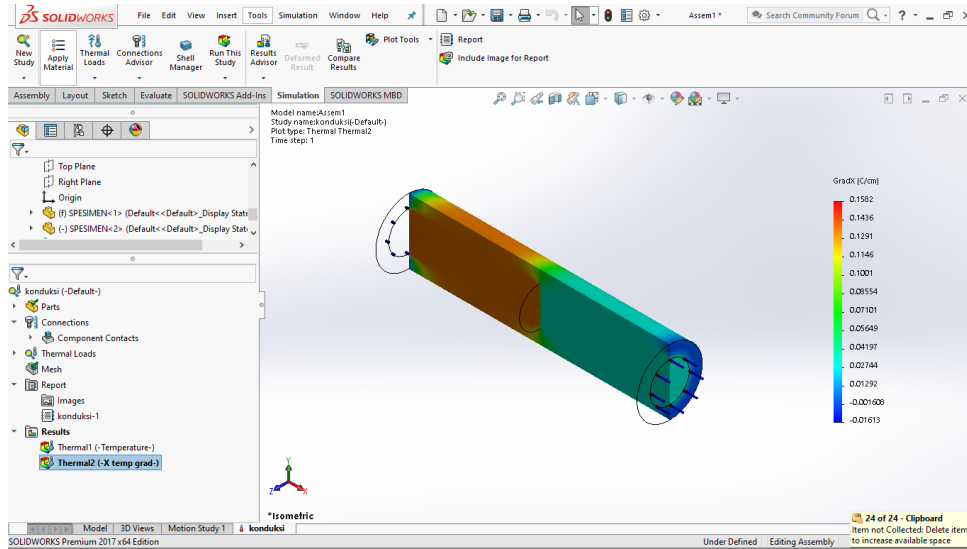 SOLIDWORKS File Edit View Insert Tools Simulation Window Help Assem1 * Search Community Forum ?
New Study
Apply Material
Thermal Loads
Connections Advisor
Shell Manager
Run This Study
Results Advisor
Deformed Result
Compare Results
Plot Tools
Report
Include Image for Report
Assembly Layout Sketch Evaluate SOLIDWORKS Add-Ins Simulation SOLIDWORKS MBD
Model name:Assem1
Study name:konduksi(-Default-)
Plot type: Thermal Thermal2
Time step: 1
Top Plane
Right Plane
Origin
(f) SPESIMEN<1> (Default<<Default>_Display State
(-) SPESIMEN<2> (Default<<Default>_Display State
konduksi (-Default-)
Parts
Connections
Component Contacts
Thermal Loads
Mesh
Report
Images
konduksi-1
Results
Thermal1 (-Temperature-)
Thermal2 (-X temp grad-)
GradX (C/cm)
0.1582
0.1436
0.1291
0.1146
0.1001
0.08554
0.07101
0.05649
0.04197
0.02744
0.01292
-0.001608
-0.01613
Y
Z
X
*Isometric
Model 3D Views Motion Study 1 konduksi
SOLIDWORKS Premium 2017 x64 Edition Under Defined Editing Assembly
24 of 24 - Clipboard
Item not Collected: Delete item
to increase available space